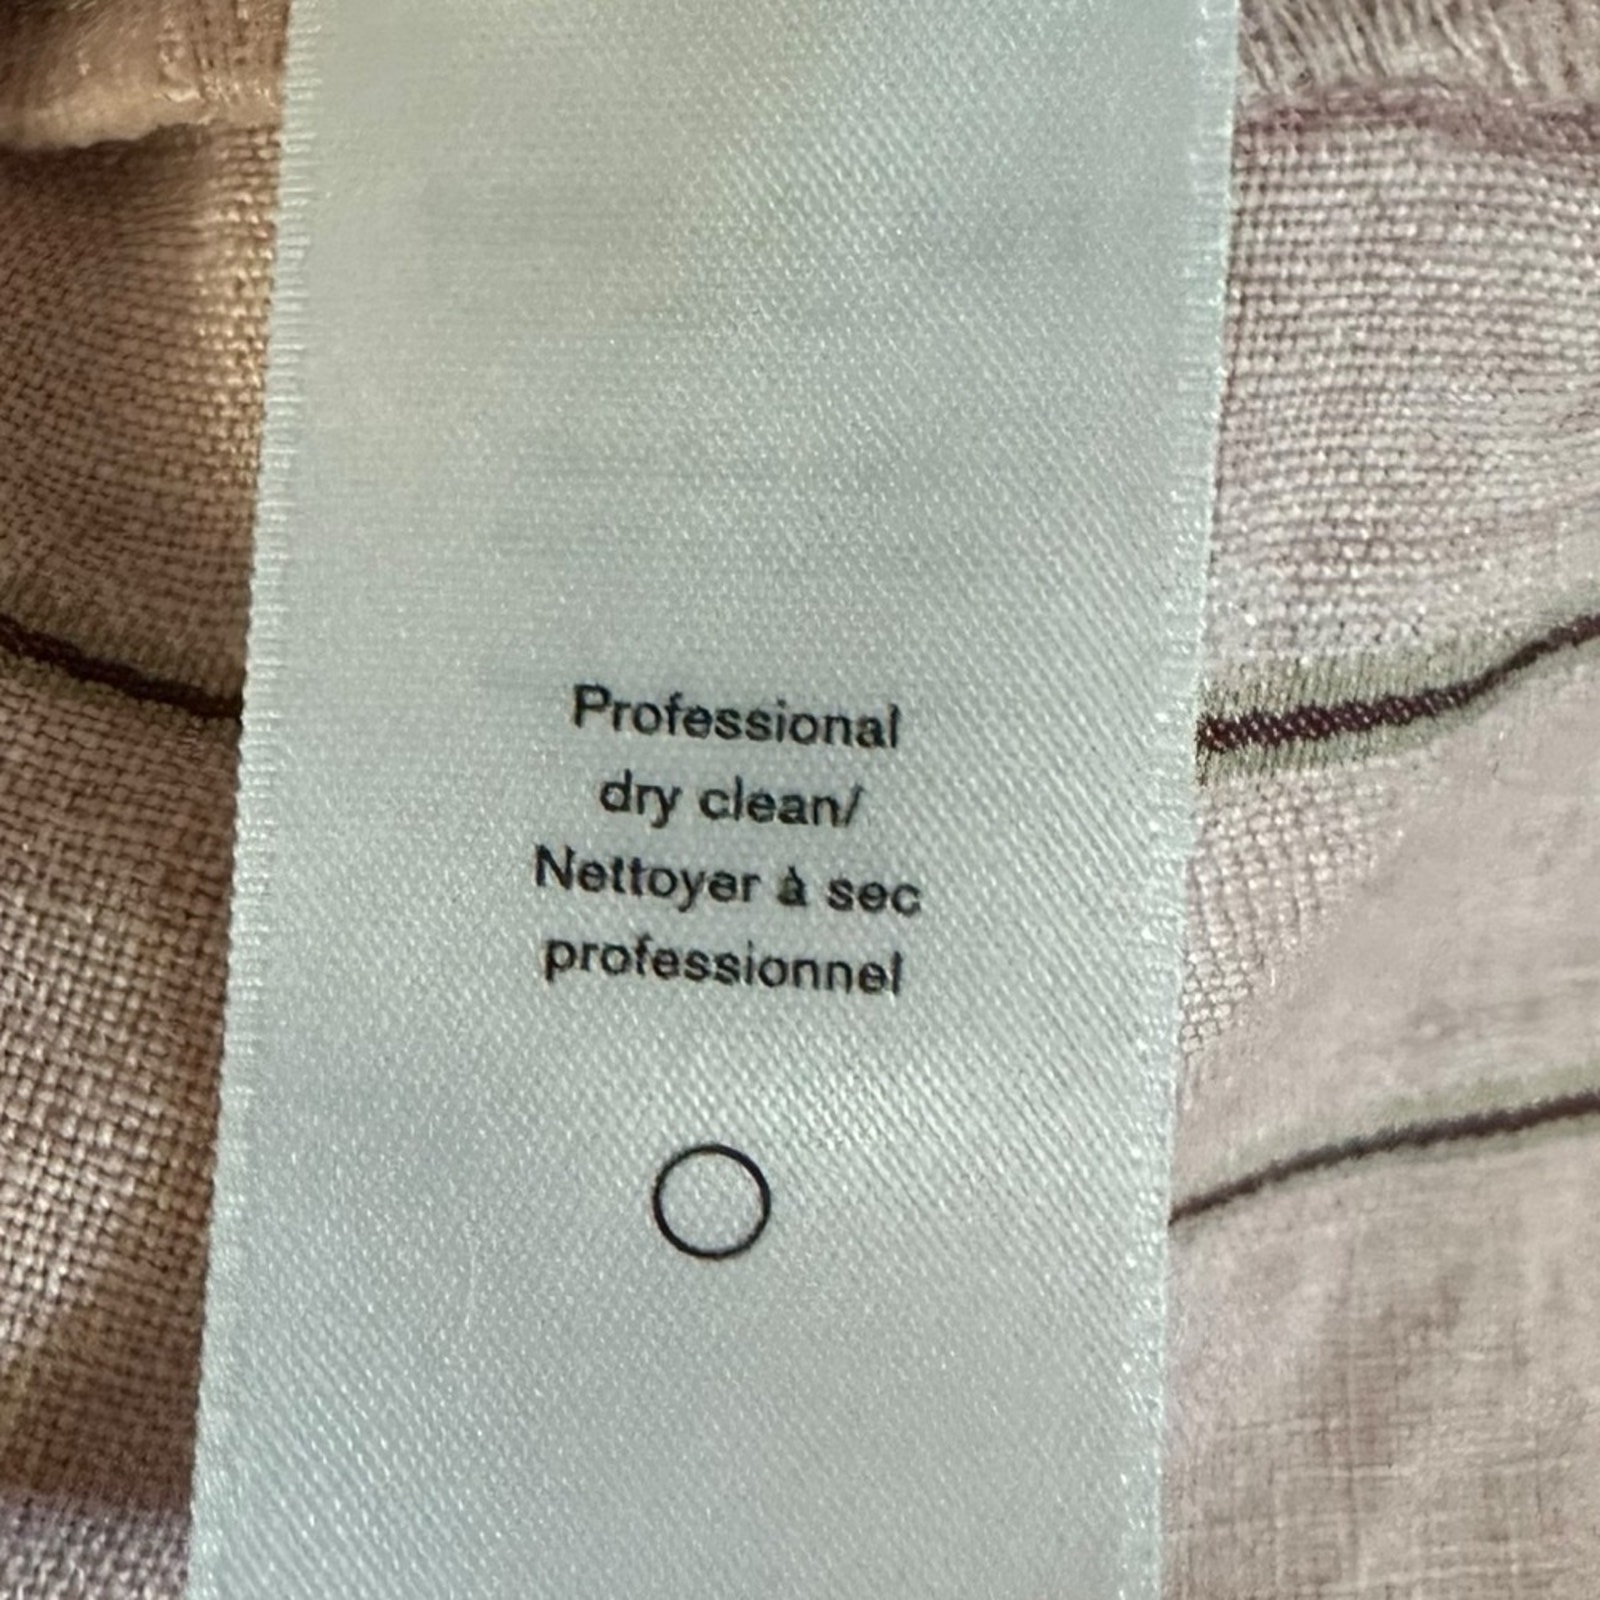 Professional
dry clean/
Nettoyer à sec
professionnel